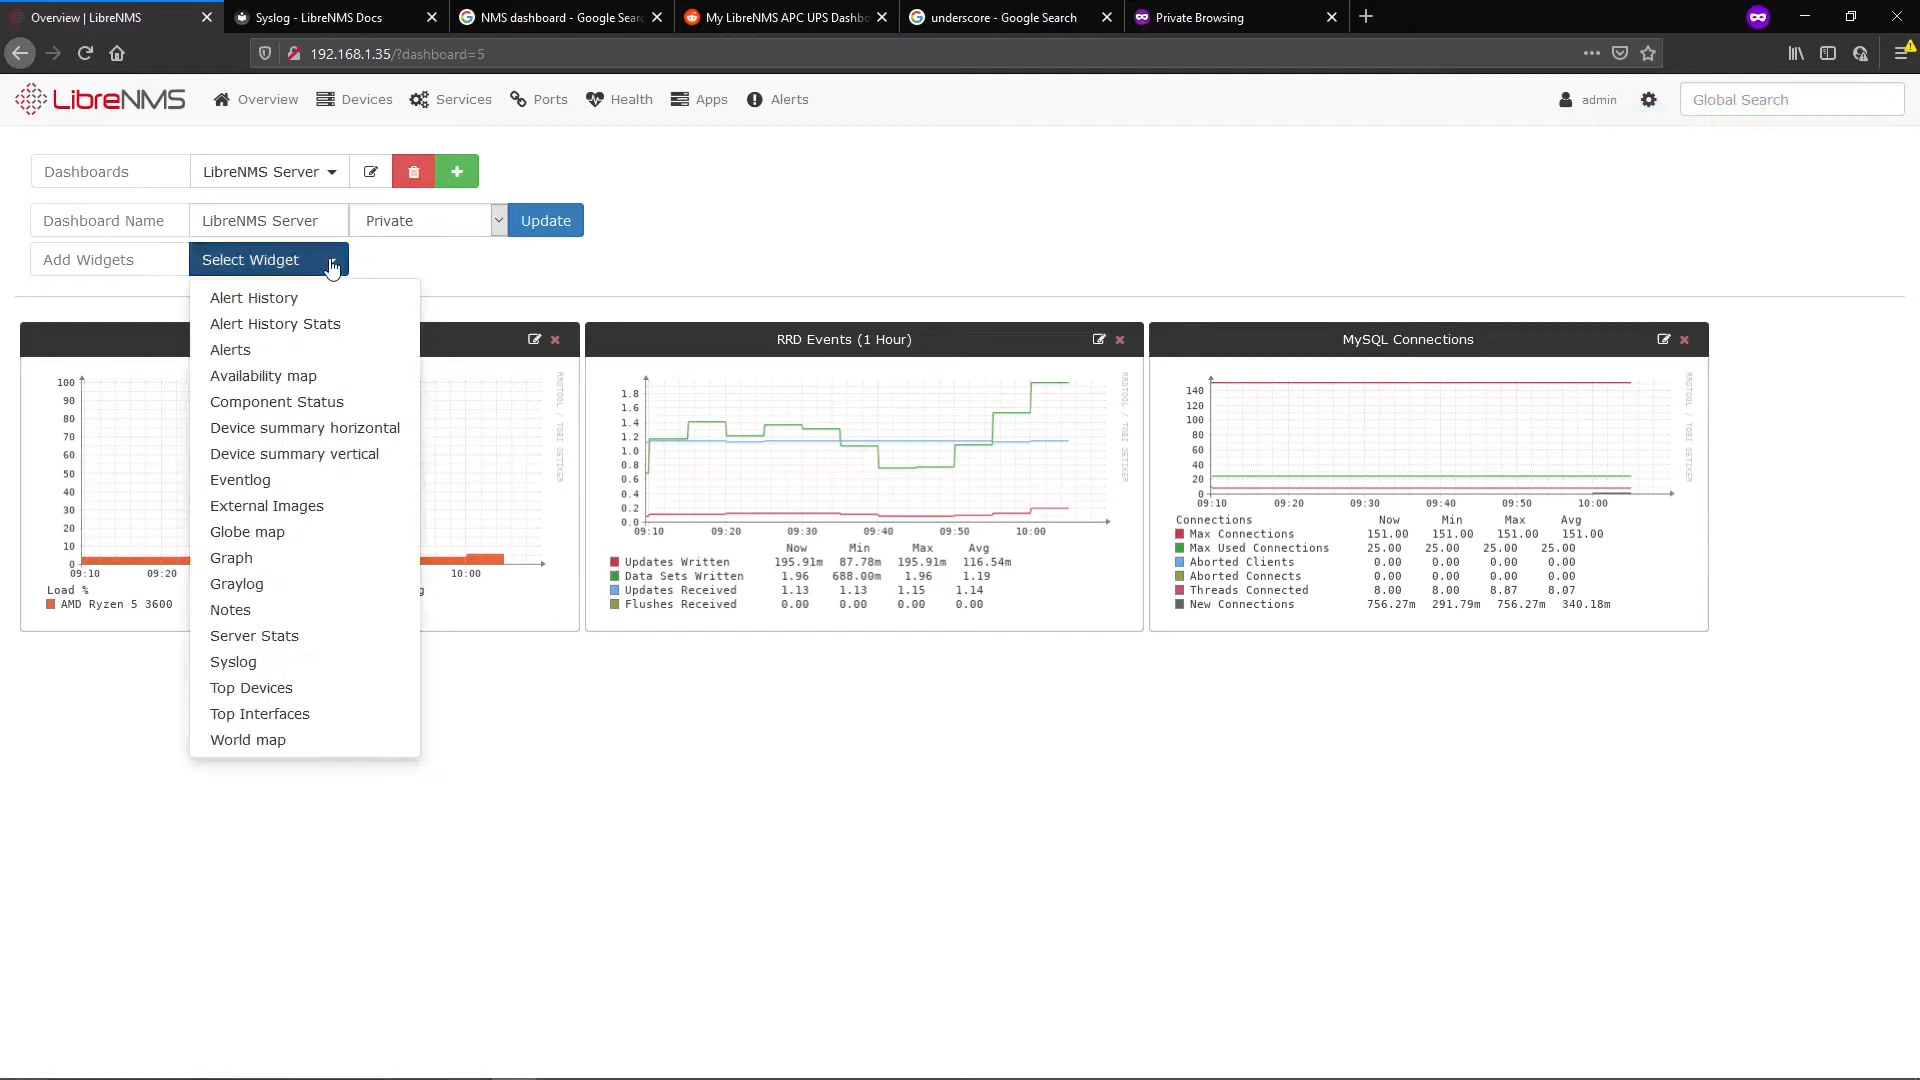 Overview | LibreNMS
Syslog - LibreNMS Docs
NMS dashboard - Google Sear
My LibreNMS APC UPS Dashbo
underscore - Google Search
Private Browsing
192.168.1.35/?dashboard=5
LibreNMS
Overview
Devices
Services
Ports
Health
Apps
Alerts
admin
Global Search
Dashboards
LibreNMS Server
Dashboard Name
LibreNMS Server
Private
Update
Add Widgets
Select Widget
Alert History
Alert History Stats
Alerts
Availability map
Component Status
Device summary horizontal
Device summary vertical
Eventlog
External Images
Globe map
Graph
Graylog
Notes
Server Stats
Syslog
Top Devices
Top Interfaces
World map
100
90
80
70
60
50
40
30
20
10
0
09:10 09:20 10:00
Load %
AMD Ryzen 5 3600
RRDTOOL / TOBI OETIKER
RRD Events (1 Hour)
1.8
1.6
1.4
1.2
1.0
0.8
0.6
0.4
0.2
0.0
09:10 09:20 09:30 09:40 09:50 10:00
Now Min Max Avg
Updates Written 195.91m 87.78m 195.91m 116.54m
Data Sets Written 1.96 688.00m 1.96 1.19
Updates Received 1.13 1.13 1.15 1.14
Flushes Received 0.00 0.00 0.00 0.00
RRDTOOL / TOBI OETIKER
MySQL Connections
140
120
100
80
60
40
20
0
09:10 09:20 09:30 09:40 09:50 10:00
Connections Now Min Max Avg
Max Connections 151.00 151.00 151.00 151.00
Max Used Connections 25.00 25.00 25.00 25.00
Aborted Clients 0.00 0.00 0.00 0.00
Aborted Connects 0.00 0.00 0.00 0.00
Threads Connected 8.00 8.00 8.87 8.07
New Connections 756.27m 291.79m 756.27m 340.18m
RRDTOOL / TOBI OETIKER